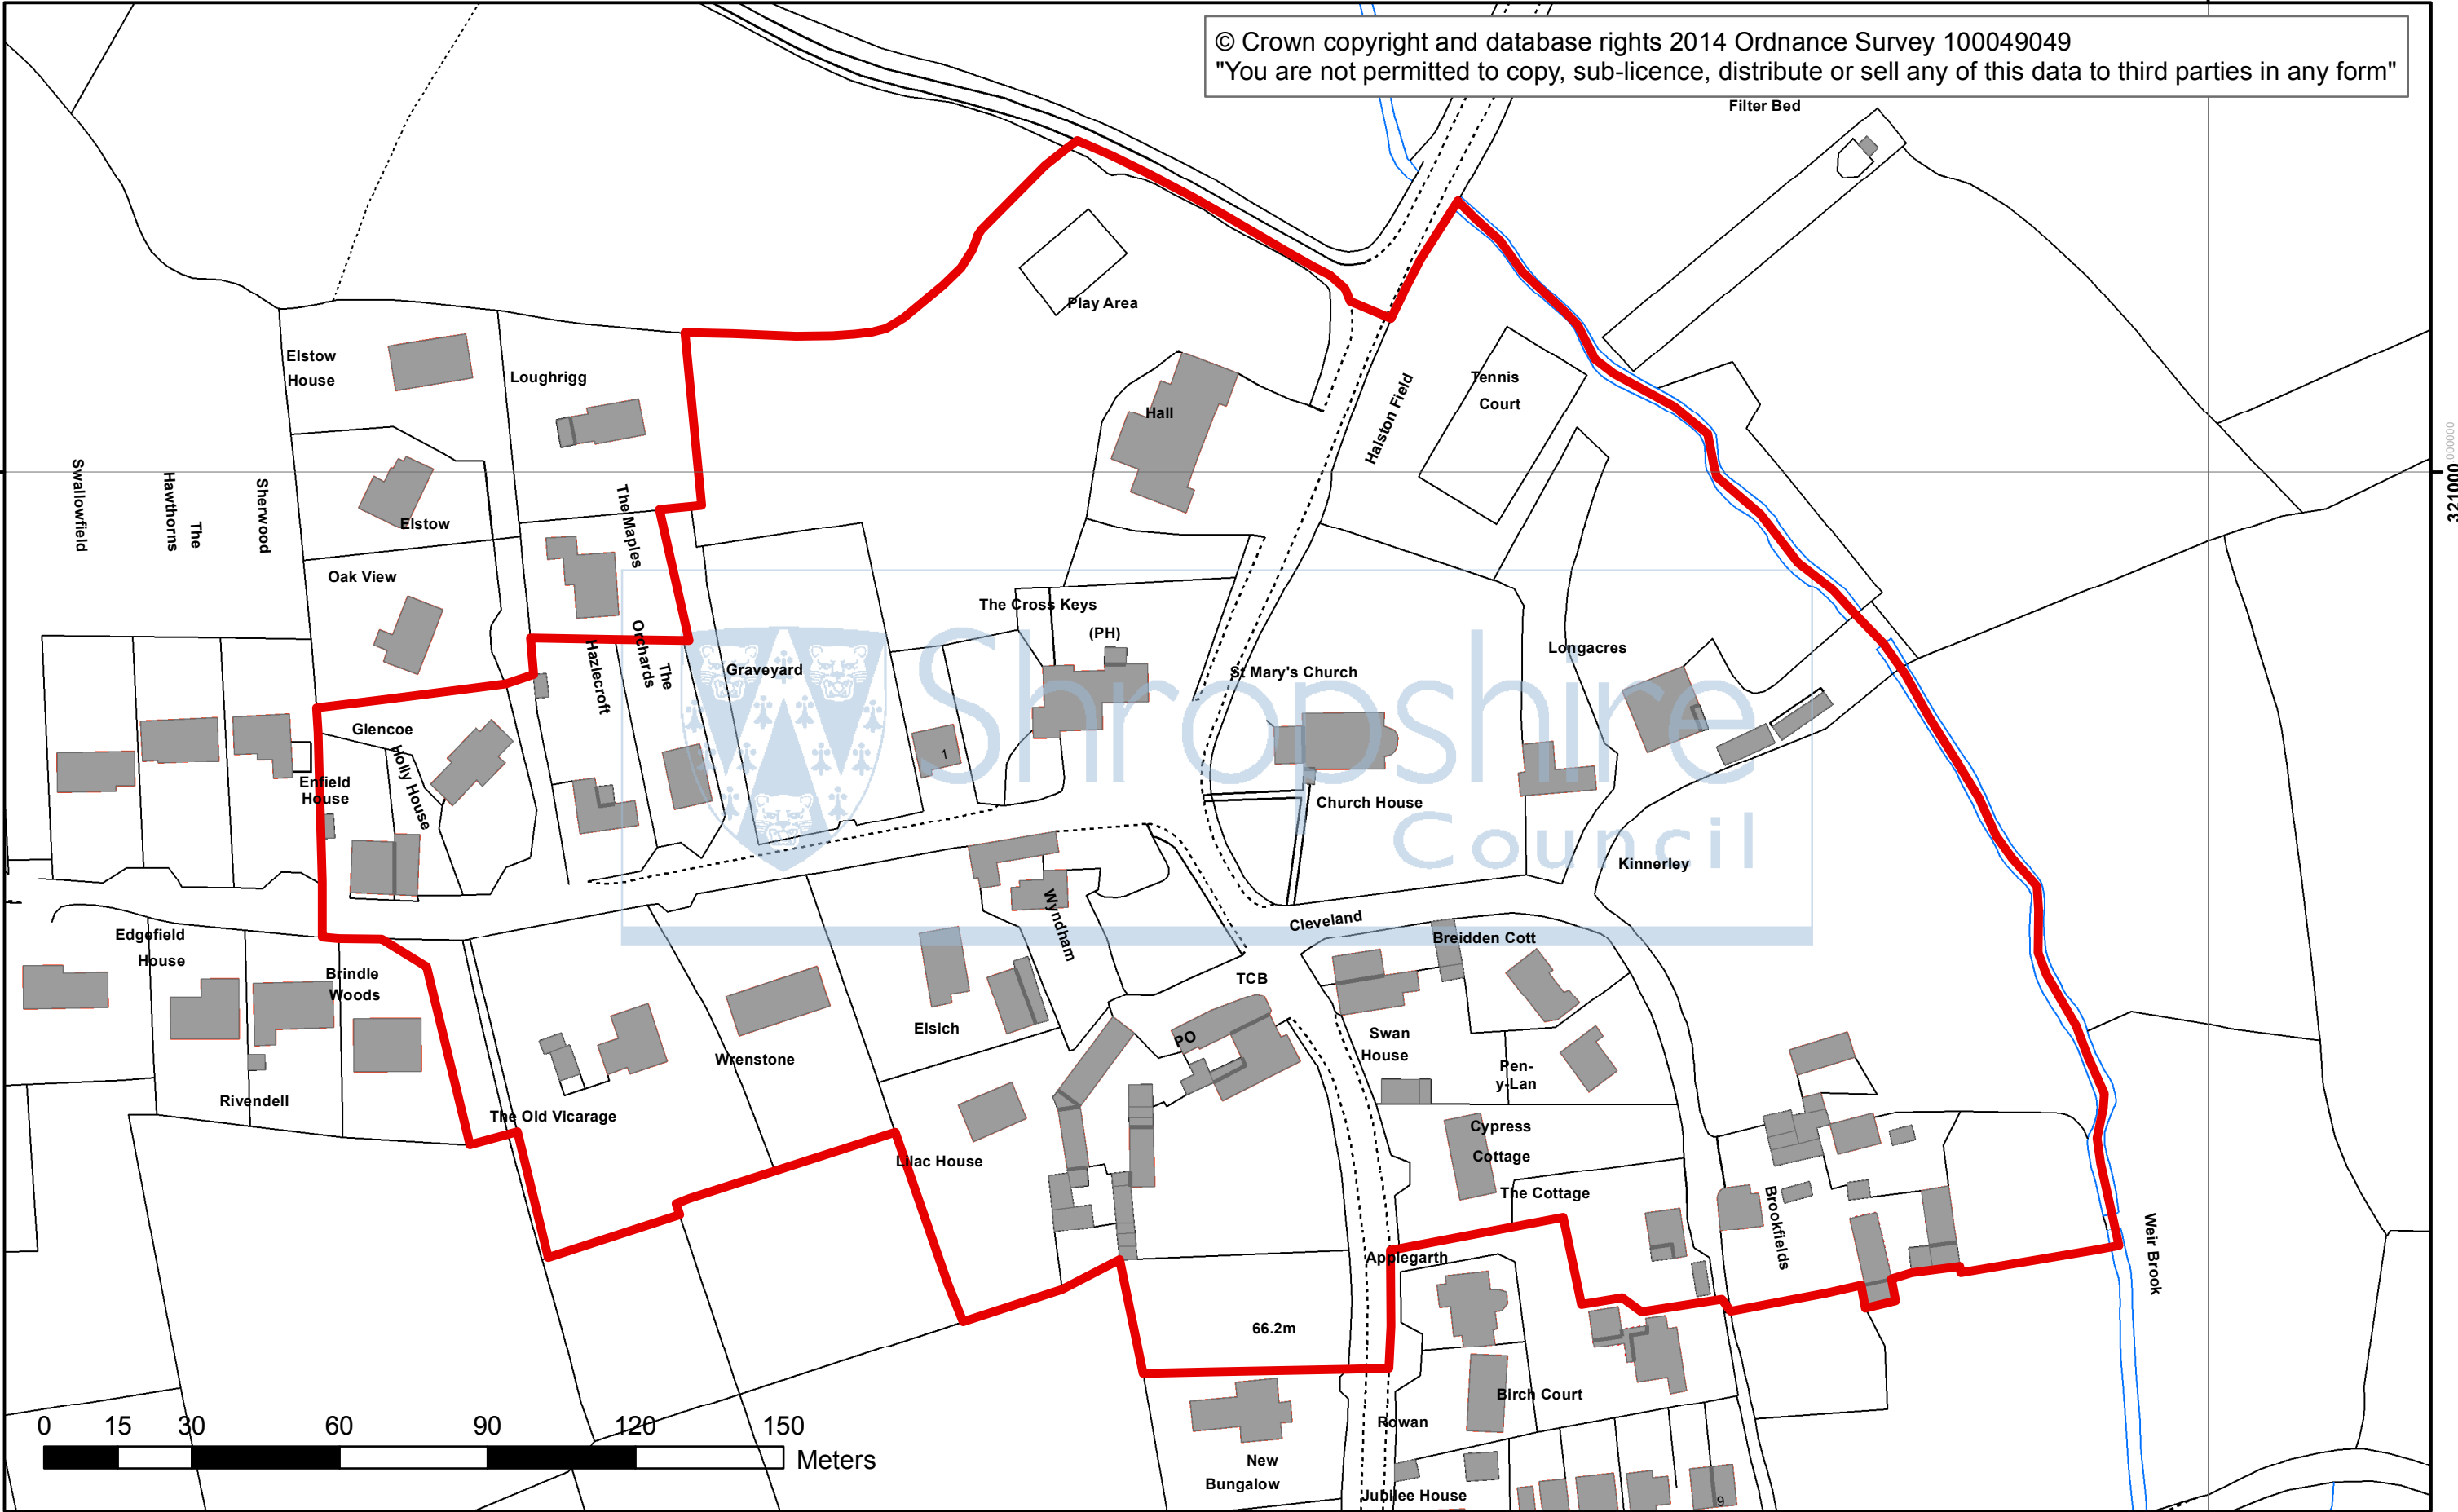 © Crown copyright and database rights 2014 Ordnance Survey 100049049
"You are not permitted to copy, sub-licence, distribute or sell any of this data to third parties in any form"
Filter Bed
Play Area
Elstow
House
Loughrigg
Tennis
Court
Hall
Halston Field
Swallowfield
The
Hawthorns
Sherwood
The Maples
Elstow
321000
Oak View
The Cross Keys
(PH)
The
Orchards
Hazlecroft
Graveyard
St Mary's Church
Longacres
Shropshire
Council
Glencoe
Holly House
Enfield
House
1
Church House
Kinnerley
Wyndham
Cleveland
Breidden Cott
Edgefield
House
Brindle
Woods
TCB
Elsich
PO
Swan
House
Wrenstone
Pen-
y-Lan
Rivendell
The Old Vicarage
Cypress
Cottage
Lilac House
The Cottage
Brookfields
Weir Brook
Applegarth
66.2m
Birch Court
Rowan
New
Bungalow
Jubilee House
9
0 15 30 60 90 120 150
Meters